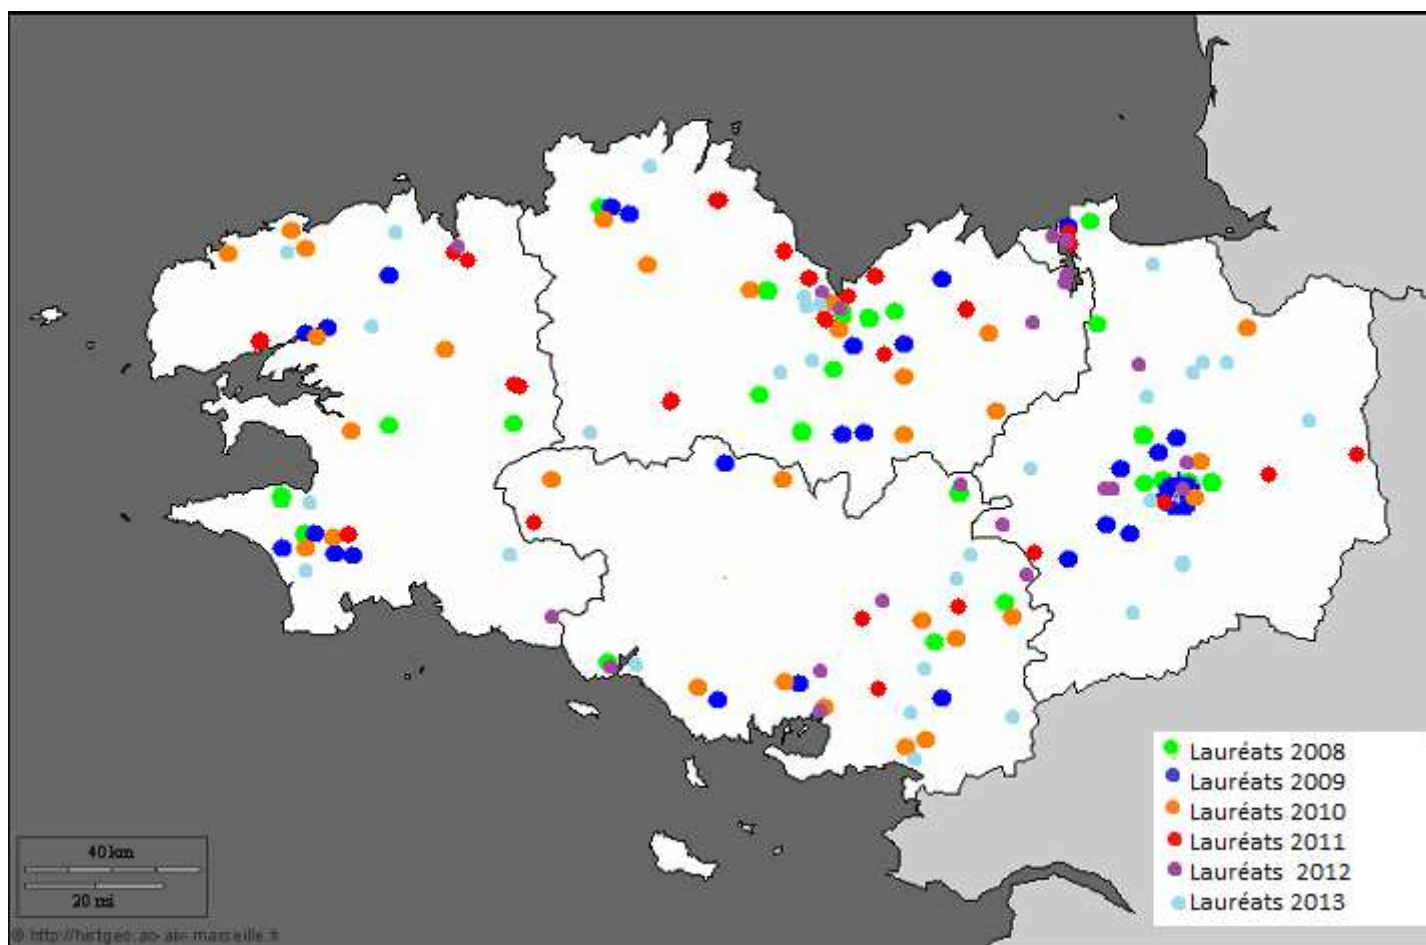 Lauréats 2008
Lauréats 2009
Lauréats 2010
Lauréats 2011
Lauréats 2012
Lauréats 2013
40 km
20 mi
© http://histgeo.ac-aix-marseille.fr